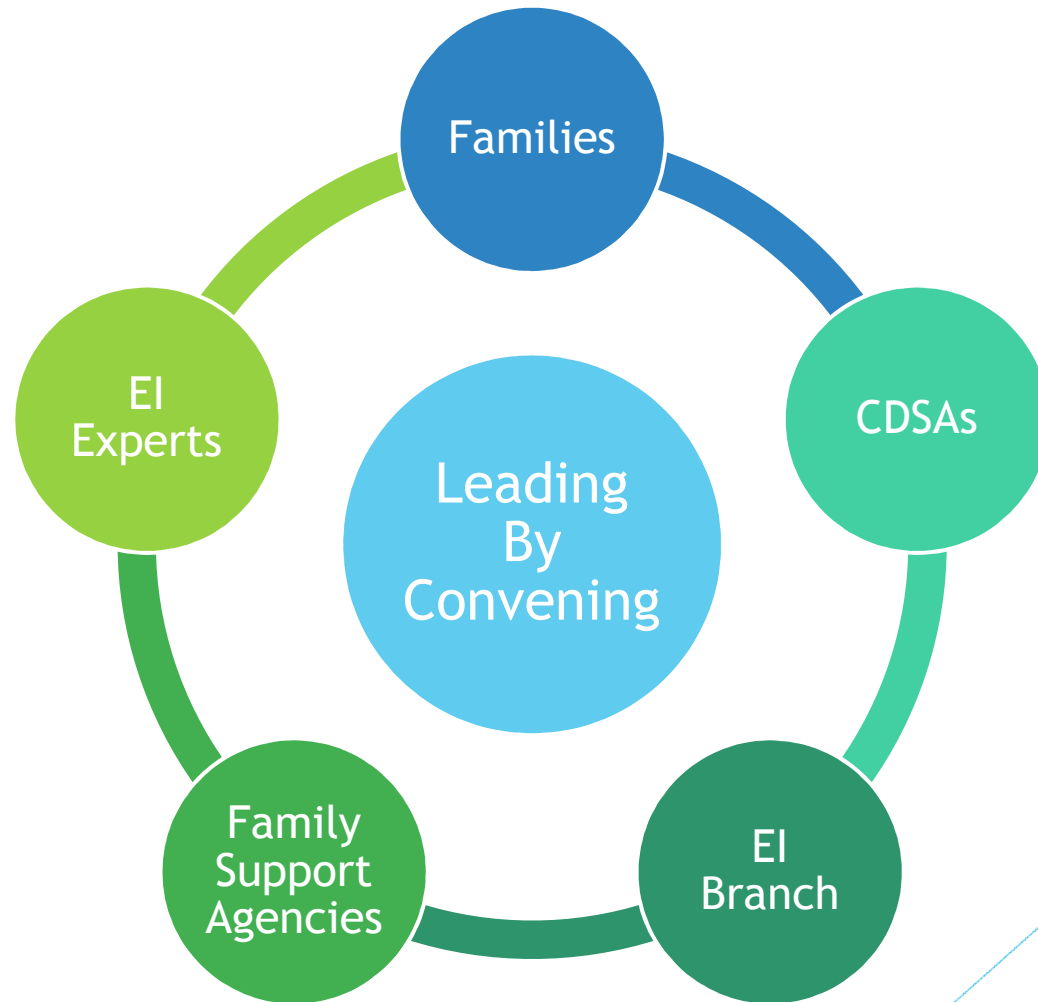 Families
CDSAs
EI
Branch
Family
Support
Agencies
EI
Experts
Leading
By
Convening